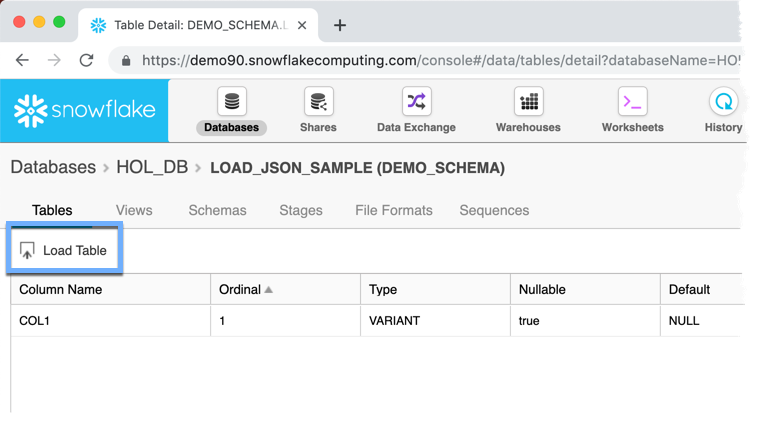 Table Detail: DEMO_SCHEMA.L
https://demo90.snowflakecomputing.com/console#/data/tables/detail?databaseName=HO
snowflake
Databases Shares Data Exchange Warehouses Worksheets History
Databases > HOL_DB > LOAD_JSON_SAMPLE (DEMO_SCHEMA)
Tables Views Schemas Stages File Formats Sequences
Load Table
Column Name Ordinal Type Nullable Default
COL1 1 VARIANT true NULL